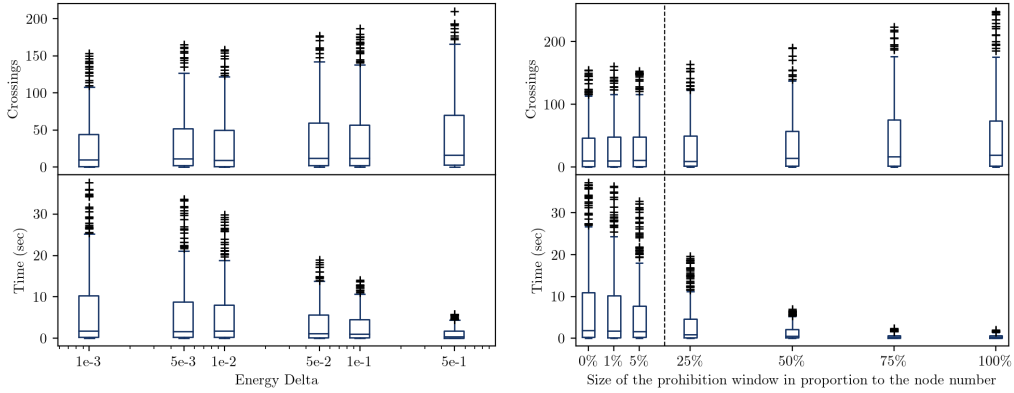 200
150
100
50
0
Crossings
30
20
10
0
Time (sec)
1e-3 5e-3 1e-2 5e-2 1e-1 5e-1
Energy Delta
200
100
0
Crossings
30
20
10
0
Time (sec)
0% 1% 5% 25% 50% 75% 100%
Size of the prohibition window in proportion to the node number